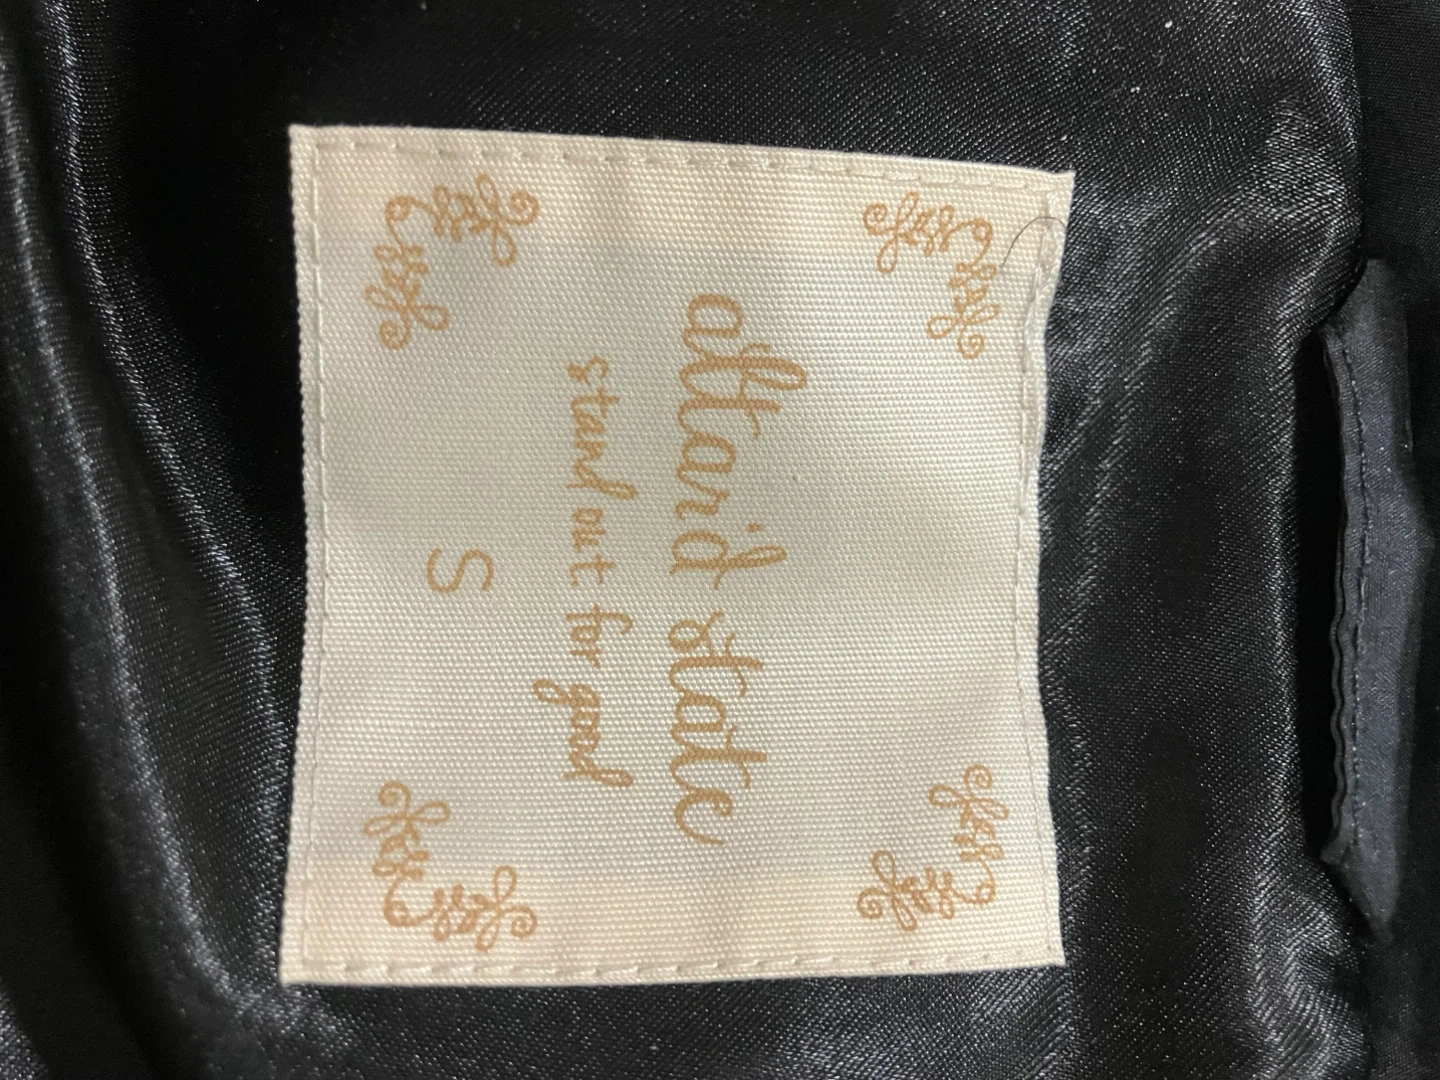 altar'd state
stand out for good
S